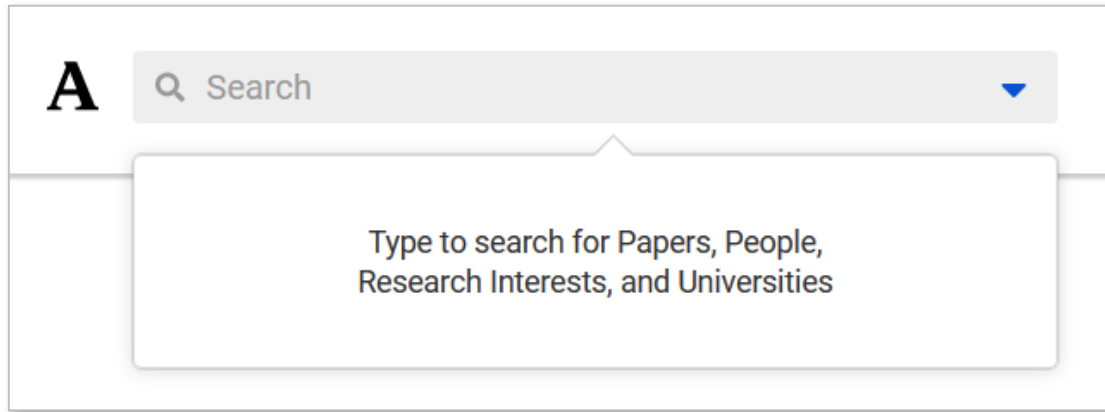 A
Search
Type to search for Papers, People,
Research Interests, and Universities